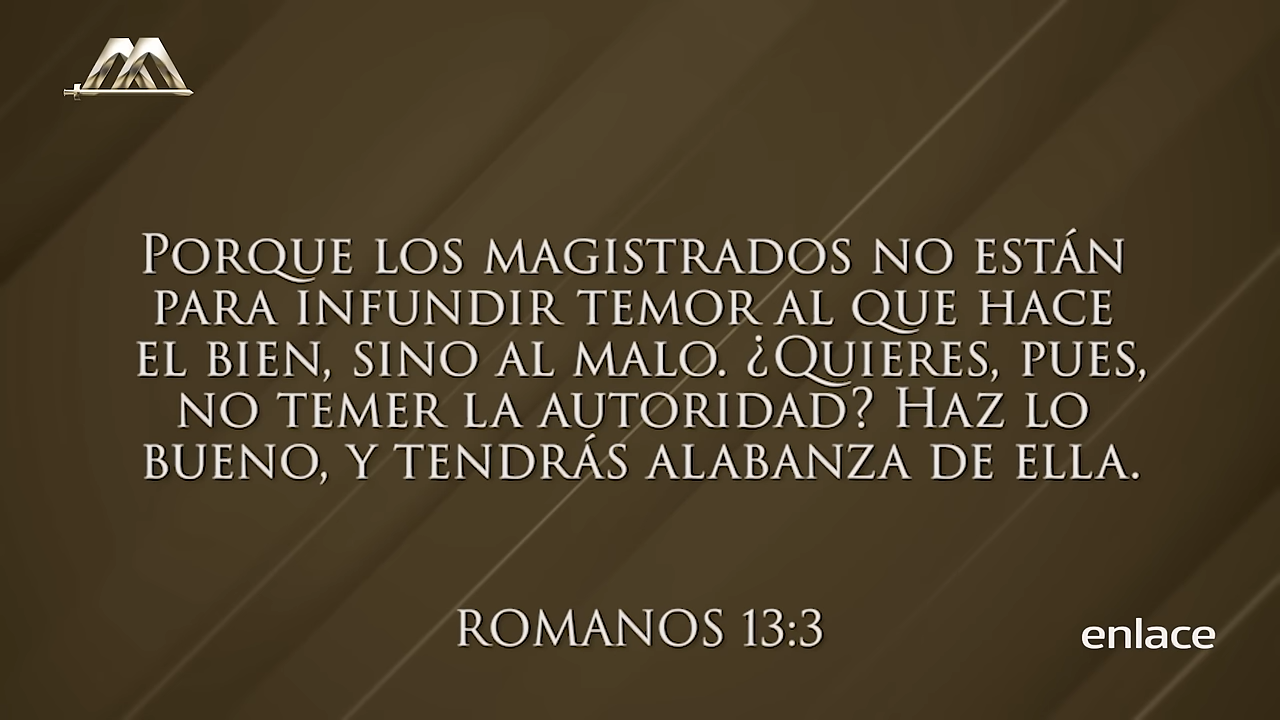 Porque los magistrados no están
para infundir temor al que hace
el bien, sino al malo. ¿Quieres, pues,
no temer la autoridad? Haz lo
bueno, y tendrás alabanza de ella.
ROMANOS 13:3
enlace